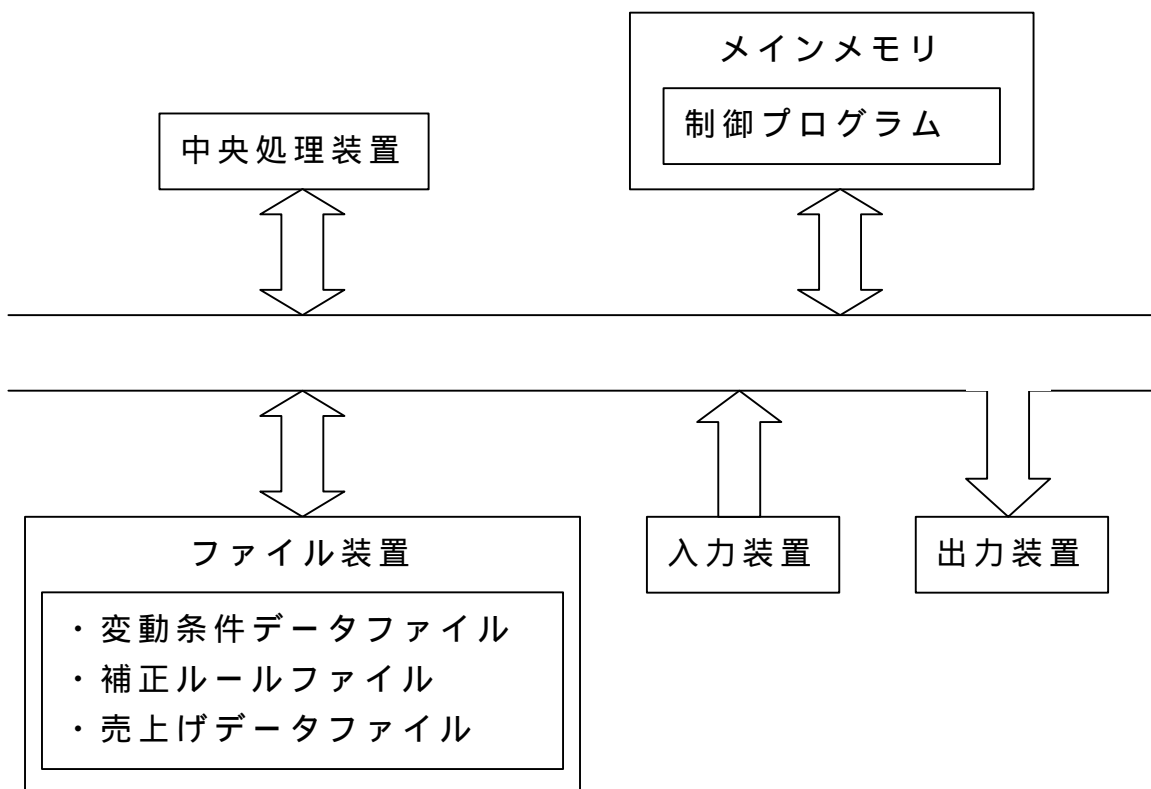 メインメモリ
制御プログラム
中央処理装置
ファイル装置
・変動条件データファイル
・補正ルールファイル
・売上げデータファイル
入力装置
出力装置